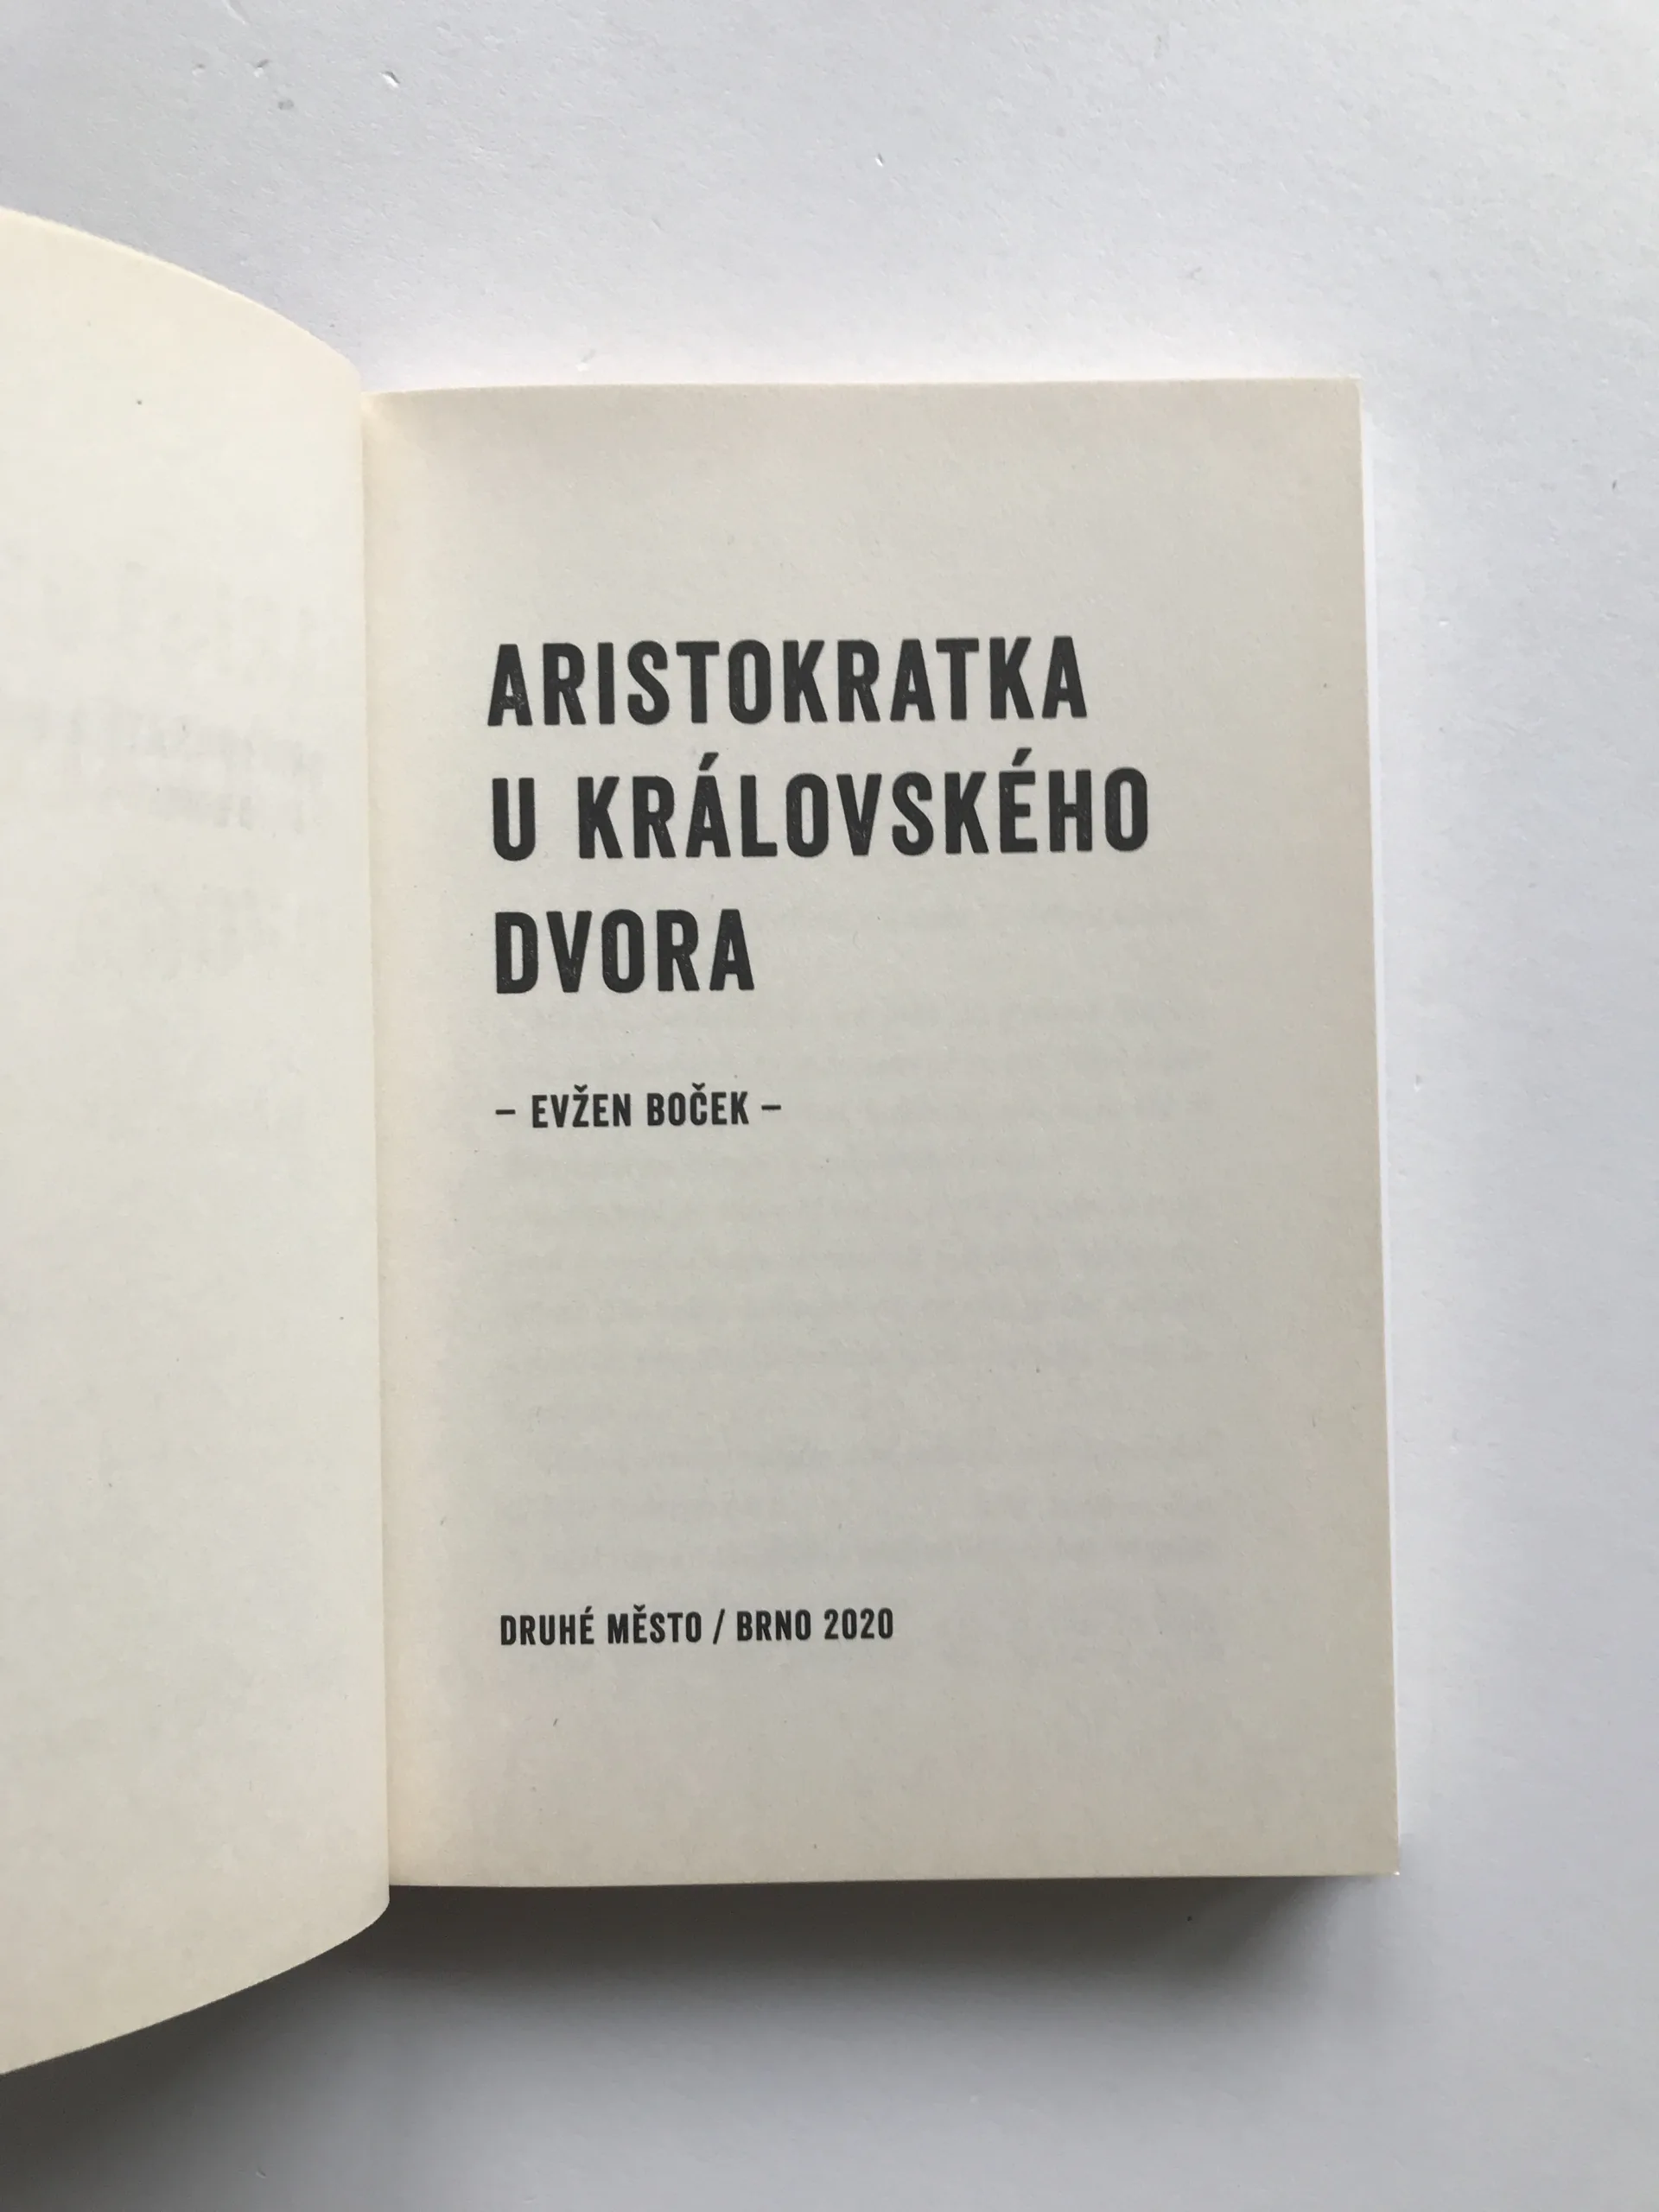 ARISTOKRATKA
U KRÁLOVSKÉHO
DVORA
– EVŽEN BOČEK –
DRUHÉ MĚSTO / BRNO 2020